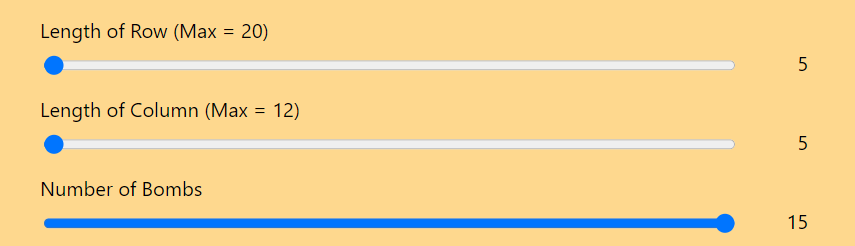 Length of Row (Max = 20)
5
Length of Column (Max = 12)
5
Number of Bombs
15